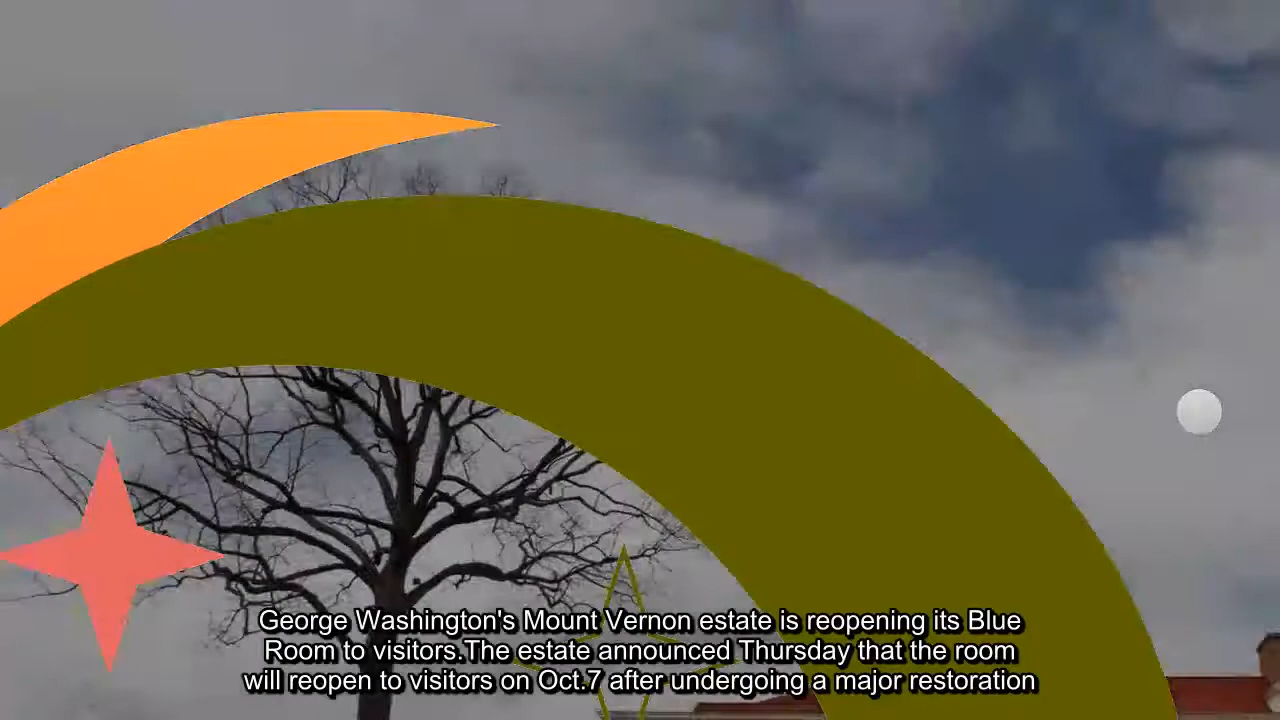 George Washington's Mount Vernon estate is reopening its Blue
Room to visitors.The estate announced Thursday that the room
will reopen to visitors on Oct.7 after undergoing a major restoration